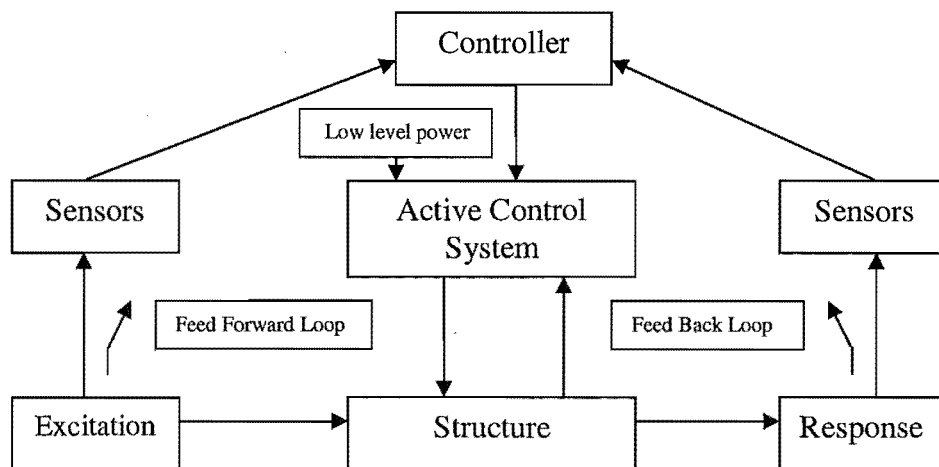 Controller
Low level power
Sensors
Active Control
System
Sensors
Feed Forward Loop
Feed Back Loop
Excitation
Structure
Response